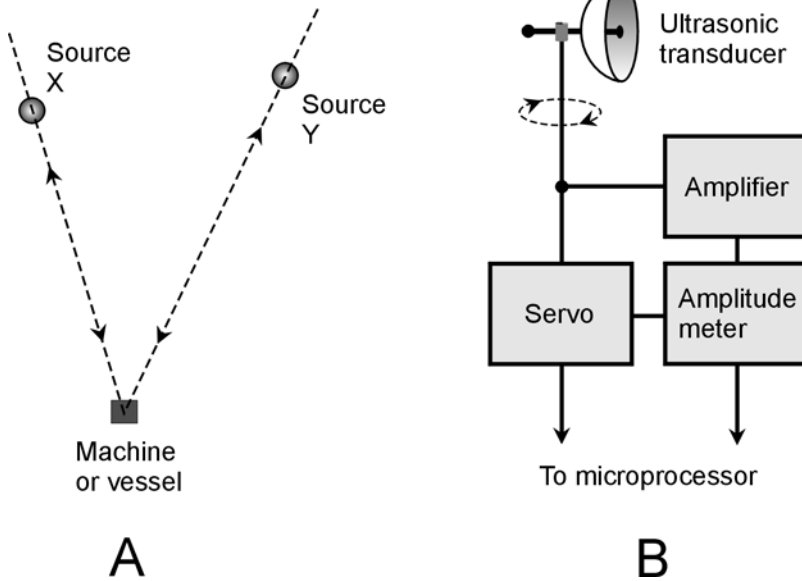 Source
X
Source
Y
Machine
or vessel
A
Ultrasonic
transducer
Amplifier
Servo
Amplitude
meter
To microprocessor
B